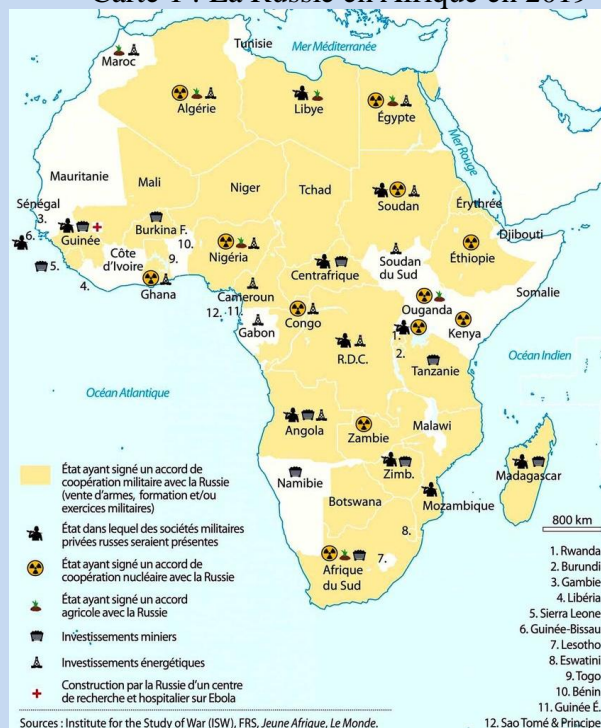 Carte 1 : La Russie en Afrique en 2019
Tunisie
Mer Méditerranée
Maroc
Algérie
Libye
Égypte
Mer Rouge
Mauritanie
Mali
Niger
Tchad
Soudan
Érythrée
Sénégal
3.
6.
Guinée
Burkina F.
10.
9.
Djibouti
5.
Côte
d'Ivoire
Nigéria
Centrafrique
Soudan
du Sud
Éthiopie
4.
Ghana
Cameroun
Somalie
12.
11.
Gabon
Congo
Ouganda
Kenya
1.
R.D.C.
2.
Tanzanie
Océan Indien
Océan Atlantique
Angola
Zambie
Malawi
Namibie
Zimb.
Madagascar
Mozambique
Botswana
8.
Afrique
du Sud
7.
État ayant signé un accord de
coopération militaire avec la Russie
(vente d'armes, formation et/ou
exercices militaires)
État dans lequel des sociétés militaires
privées russes seraient présentes
État ayant signé un accord de
coopération nucléaire avec la Russie
État ayant signé un accord
agricole avec la Russie
Investissements miniers
Investissements énergétiques
Construction par la Russie d'un centre
de recherche et hospitalier sur Ebola
800 km
1. Rwanda
2. Burundi
3. Gambie
4. Libéria
5. Sierra Leone
6. Guinée-Bissau
7. Lesotho
8. Eswatini
9. Togo
10. Bénin
11. Guinée É.
12. Sao Tomé & Principe
Sources : Institute for the Study of War (ISW), FRS, Jeune Afrique, Le Monde.